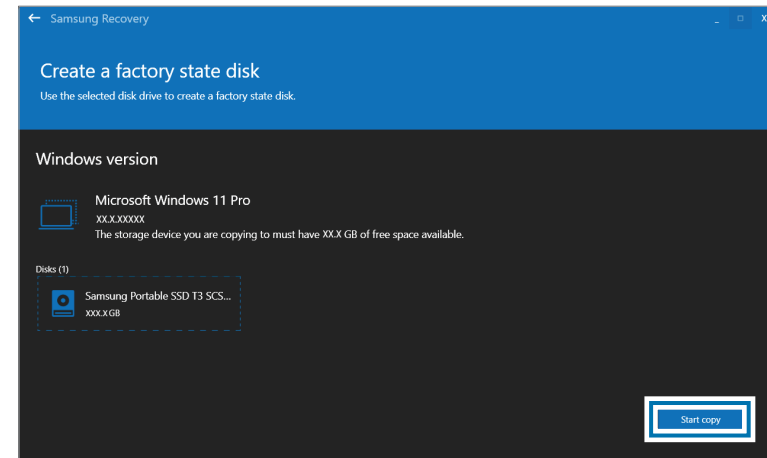 Samsung Recovery
Create a factory state disk
Use the selected disk drive to create a factory state disk.
Windows version
Microsoft Windows 11 Pro
XX.X.XXXXX
The storage device you are copying to must have XX.X GB of free space available.
Disks (1)
Samsung Portable SSD T3 SCS...
XXX.X GB
Start copy